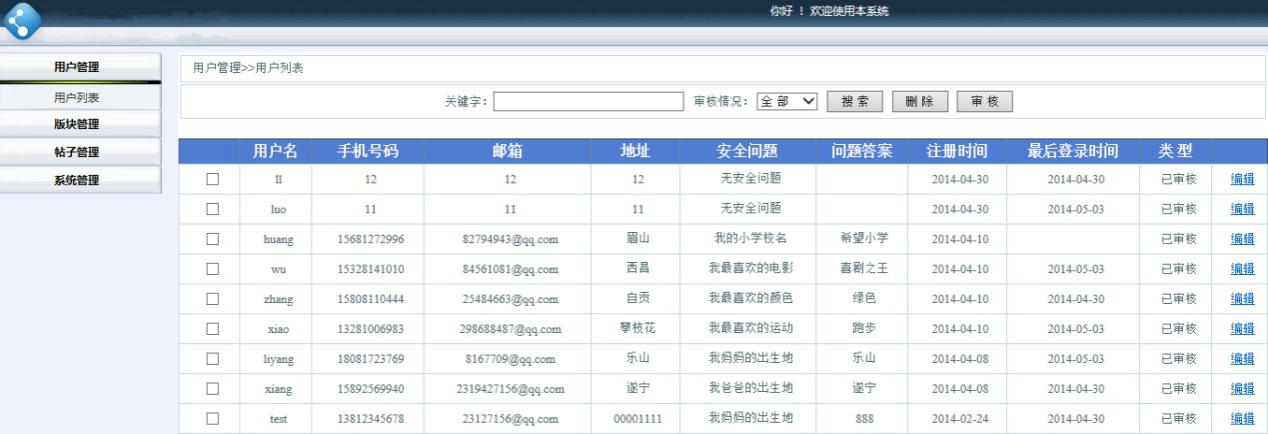 你好 ！ 欢迎使用本系统
用户管理
用户列表
版块管理
帖子管理
系统管理
用户管理>>用户列表
关键字: 审核情况: 全 部 搜 索 删 除 审 核
用户名 手机号码 邮箱 地址 安全问题 问题答案 注册时间 最后登录时间 类 型
ll 12 12 12 无安全问题 2014-04-30 2014-04-30 已审核 编辑
luo 11 11 11 无安全问题 2014-04-30 2014-05-03 已审核 编辑
huang 15681272996 82794943@qq.com 眉山 我的小学校名 希望小学 2014-04-10 已审核 编辑
wu 15328141010 84561081@qq.com 西昌 我最喜欢的电影 喜剧之王 2014-04-10 2014-05-03 已审核 编辑
zhang 15808110444 25484663@qq.com 自贡 我最喜欢的颜色 绿色 2014-04-10 2014-04-30 已审核 编辑
xiao 13281006983 298688487@qq.com 攀枝花 我最喜欢的运动 跑步 2014-04-10 2014-05-03 已审核 编辑
liyang 18081723769 8167709@qq.com 乐山 我妈妈的出生地 乐山 2014-04-08 2014-05-03 已审核 编辑
xiang 15892569940 2319427156@qq.com 遂宁 我爸爸的出生地 遂宁 2014-04-08 2014-04-30 已审核 编辑
test 13812345678 23127156@qq.com 00001111 我妈妈的出生地 888 2014-02-24 2014-04-30 已审核 编辑